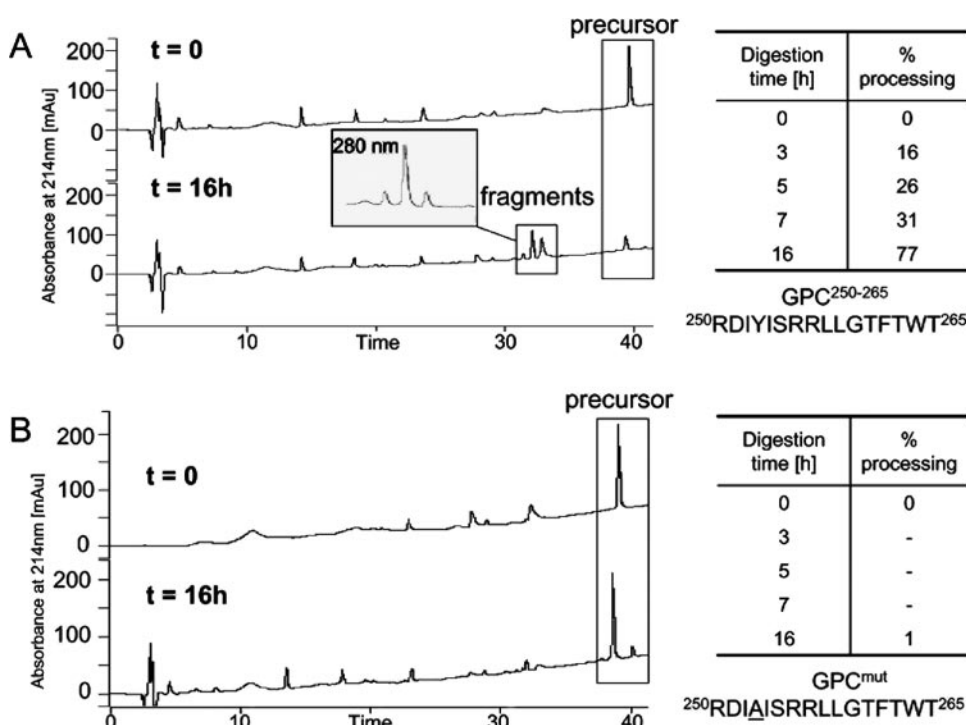 A
Absorbance at 214nm [mAu]
200
100
0
t = 0
precursor
280 nm
fragments
200
100
0
t = 16h
0
10
Time
30
40
Digestion time [h]
% processing
0 0
3 16
5 26
7 31
16 77
GPC250-265
250RDIYISRRLLGTFTWT265
B
Absorbance at 214nm [mAu]
200
100
0
t = 0
precursor
200
100
0
t = 16h
0
10
Time
30
40
Digestion time [h]
% processing
0 0
3 -
5 -
7 -
16 1
GPCmut
250RDIAISRRLLGTFTWT265